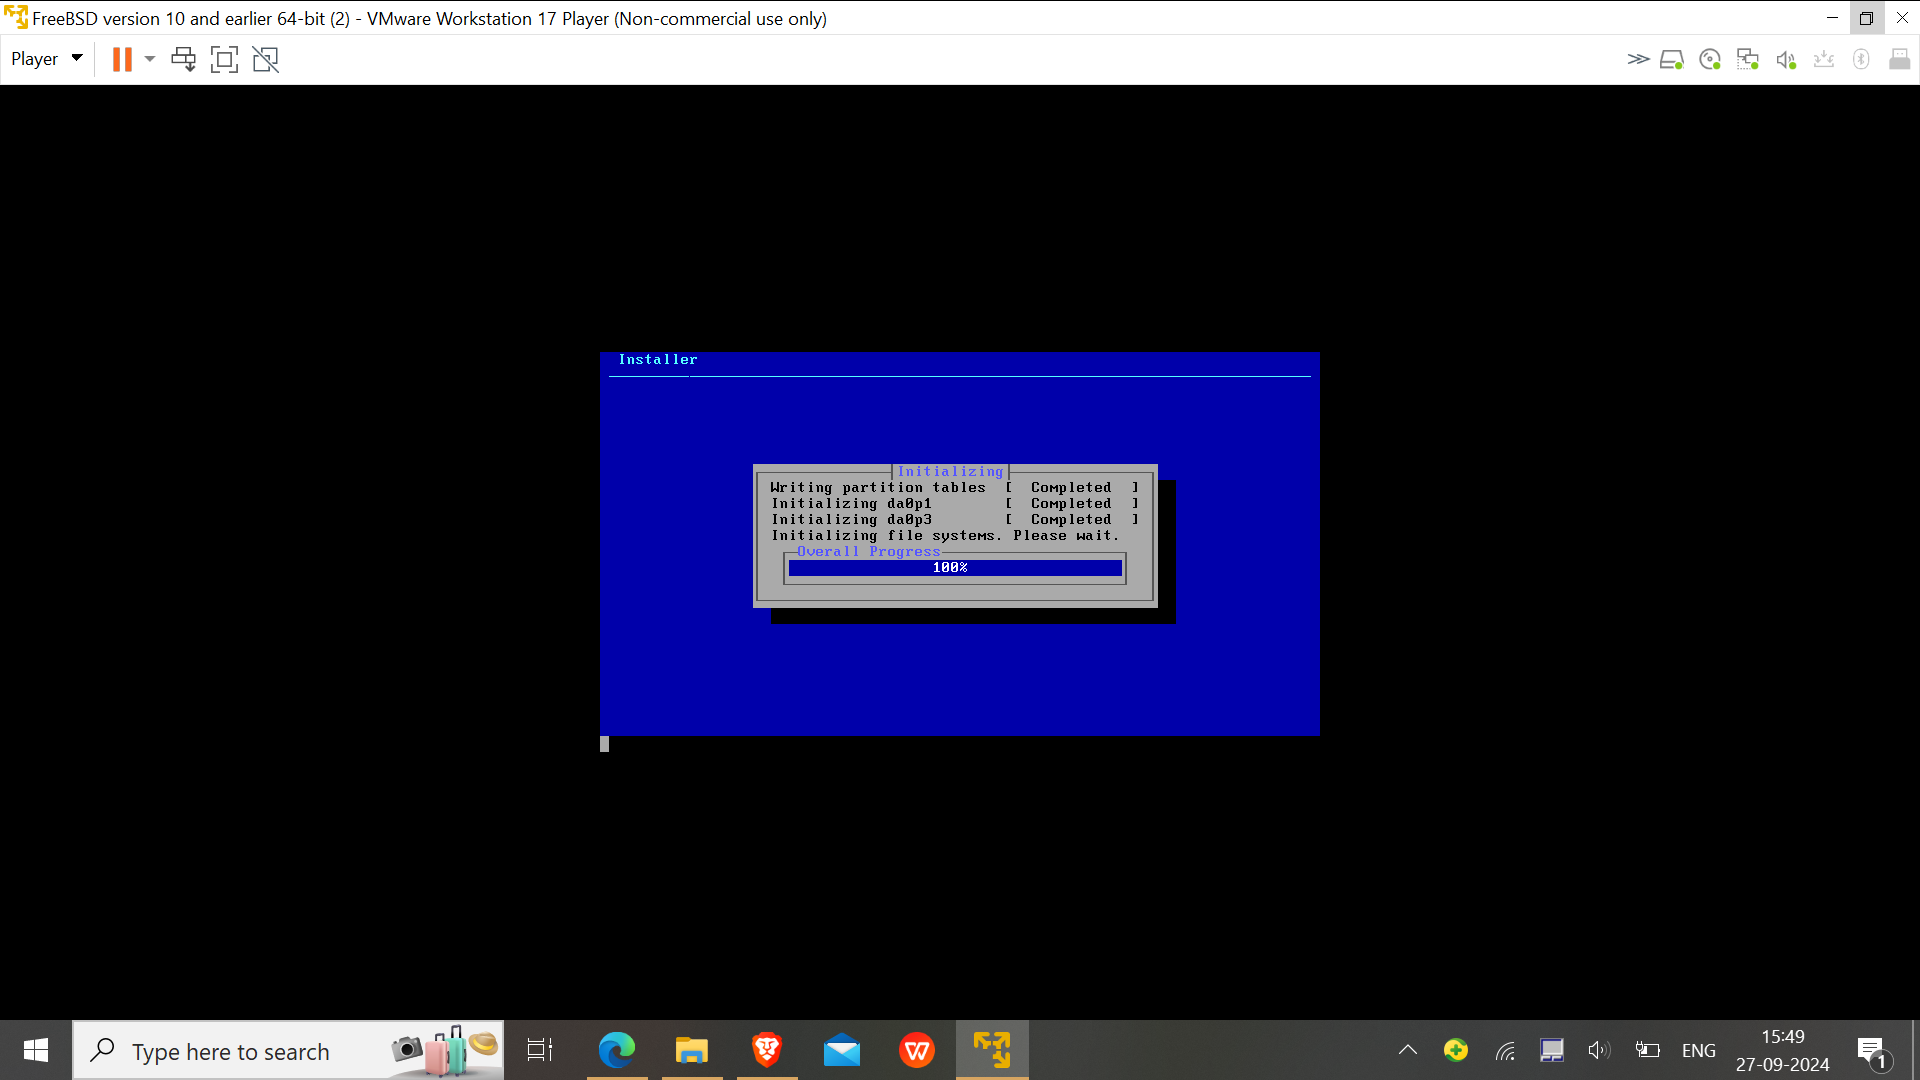 FreeBSD version 10 and earlier 64-bit (2) - VMware Workstation 17 Player (Non-commercial use only)
Player
Installer
Initializing
Writing partition tables [ Completed ]
Initializing da0p1 [ Completed ]
Initializing da0p3 [ Completed ]
Initializing file systems. Please wait.
Overall Progress
100%
Type here to search
ENG
15:49
27-09-2024
1